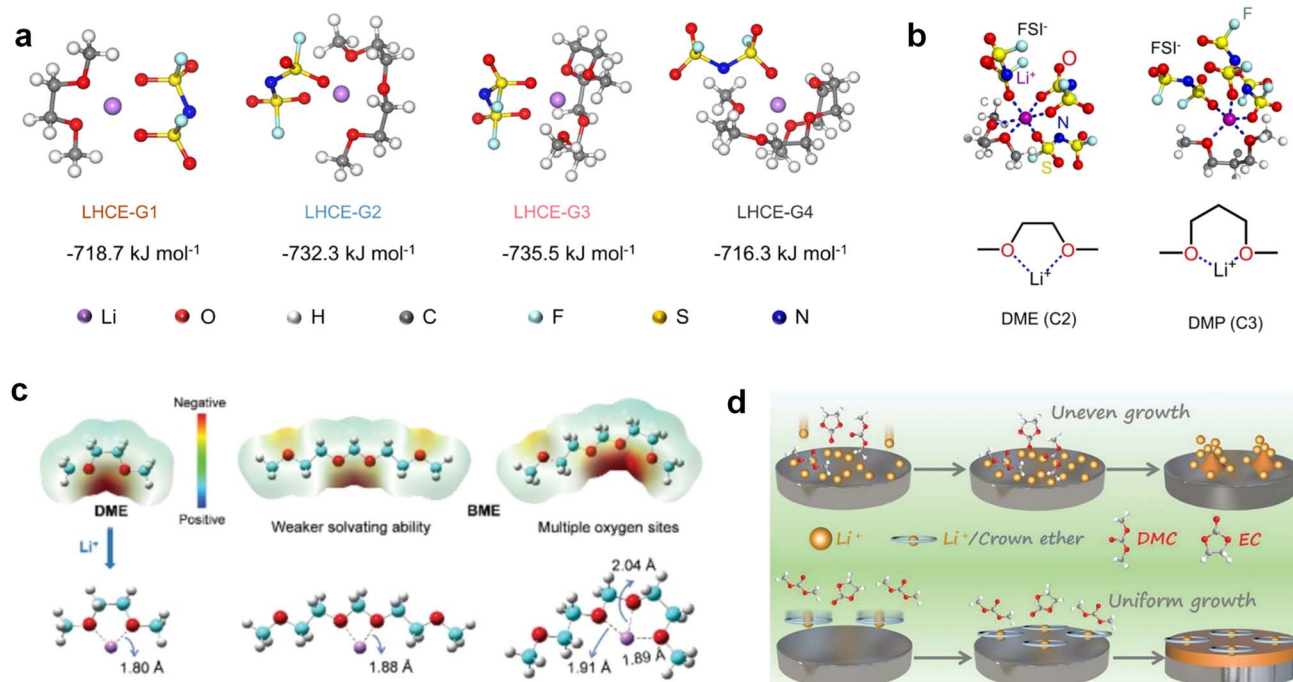 a
LHCE-G1
LHCE-G2
LHCE-G3
LHCE-G4
-718.7 kJ mol⁻¹
-732.3 kJ mol⁻¹
-735.5 kJ mol⁻¹
-716.3 kJ mol⁻¹
Li
O
H
C
F
S
N
b
FSI⁻
Li⁺
O
C
N
S
F
FSI⁻
H
O
O
Li⁺
DME (C2)
O
O
Li⁺
DMP (C3)
c
Negative
Positive
DME
Weaker solvating ability
BME
Multiple oxygen sites
Li⁺
1.80 Å
1.88 Å
2.04 Å
1.91 Å
1.89 Å
d
Uneven growth
Li⁺
Li⁺/Crown ether
DMC
EC
Uniform growth